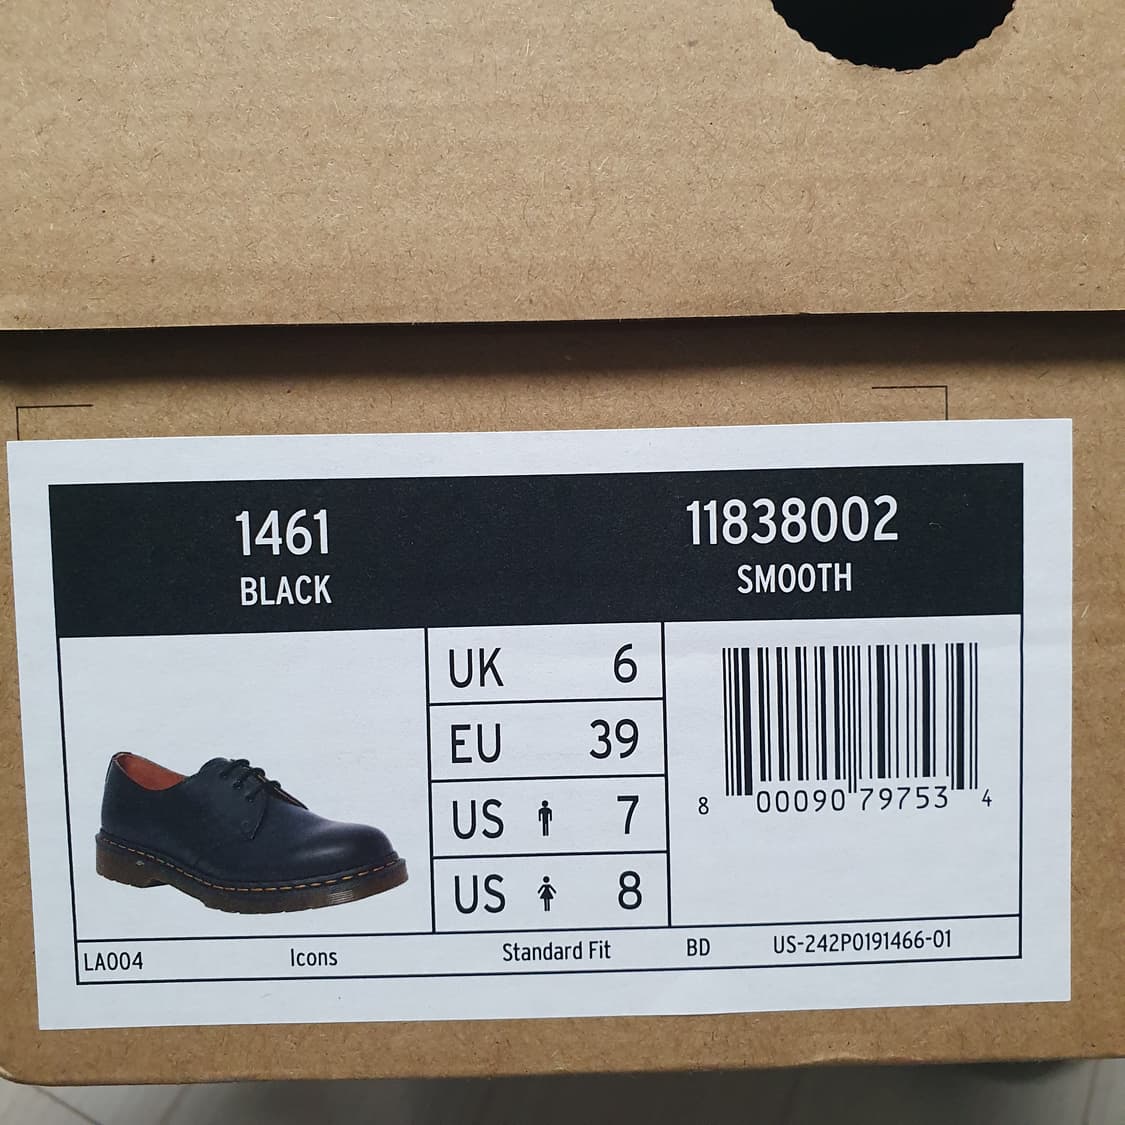 1461
BLACK
11838002
SMOOTH
UK 6
EU 39
US 7
US 8
8 00090 79753 4
LA004 Icons Standard Fit BD US-242P0191466-01